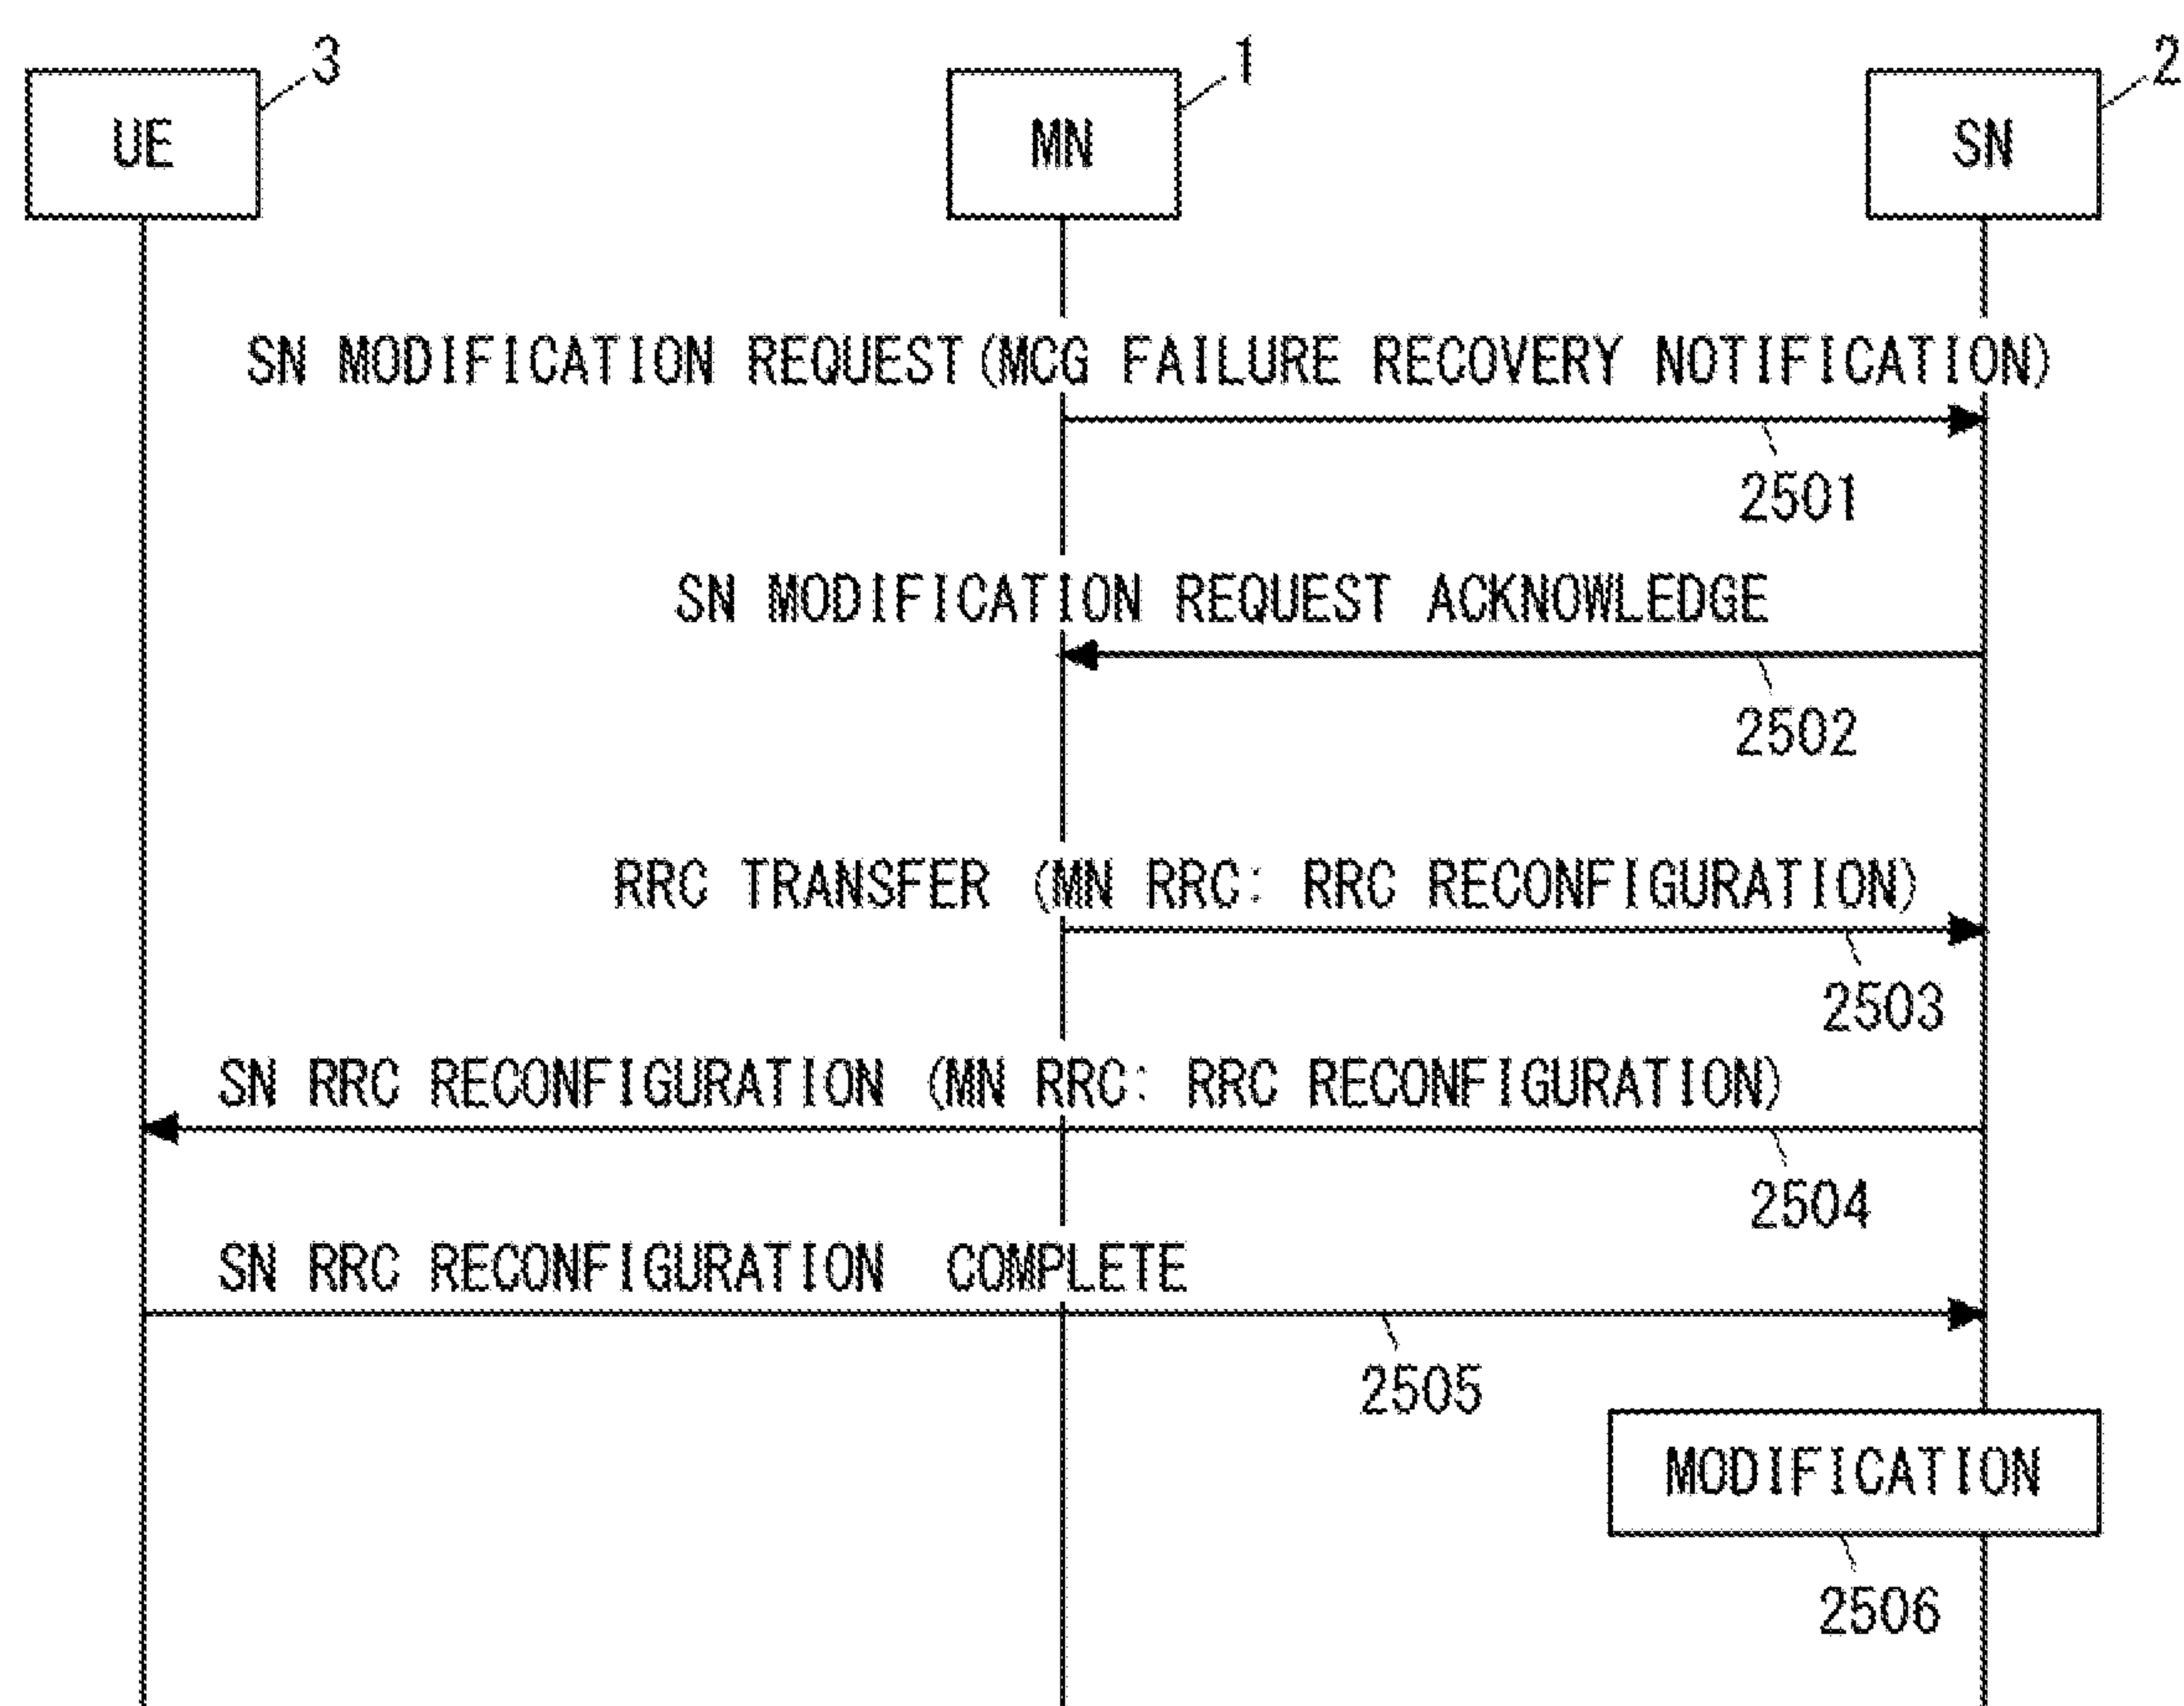 3
1
2
UE
MN
SN
SN MODIFICATION REQUEST(MCG FAILURE RECOVERY NOTIFICATION)
2501
SN MODIFICATION REQUEST ACKNOWLEDGE
2502
RRC TRANSFER (MN RRC: RRC RECONFIGURATION)
2503
SN RRC RECONFIGURATION (MN RRC: RRC RECONFIGURATION)
2504
SN RRC RECONFIGURATION COMPLETE
2505
MODIFICATION
2506